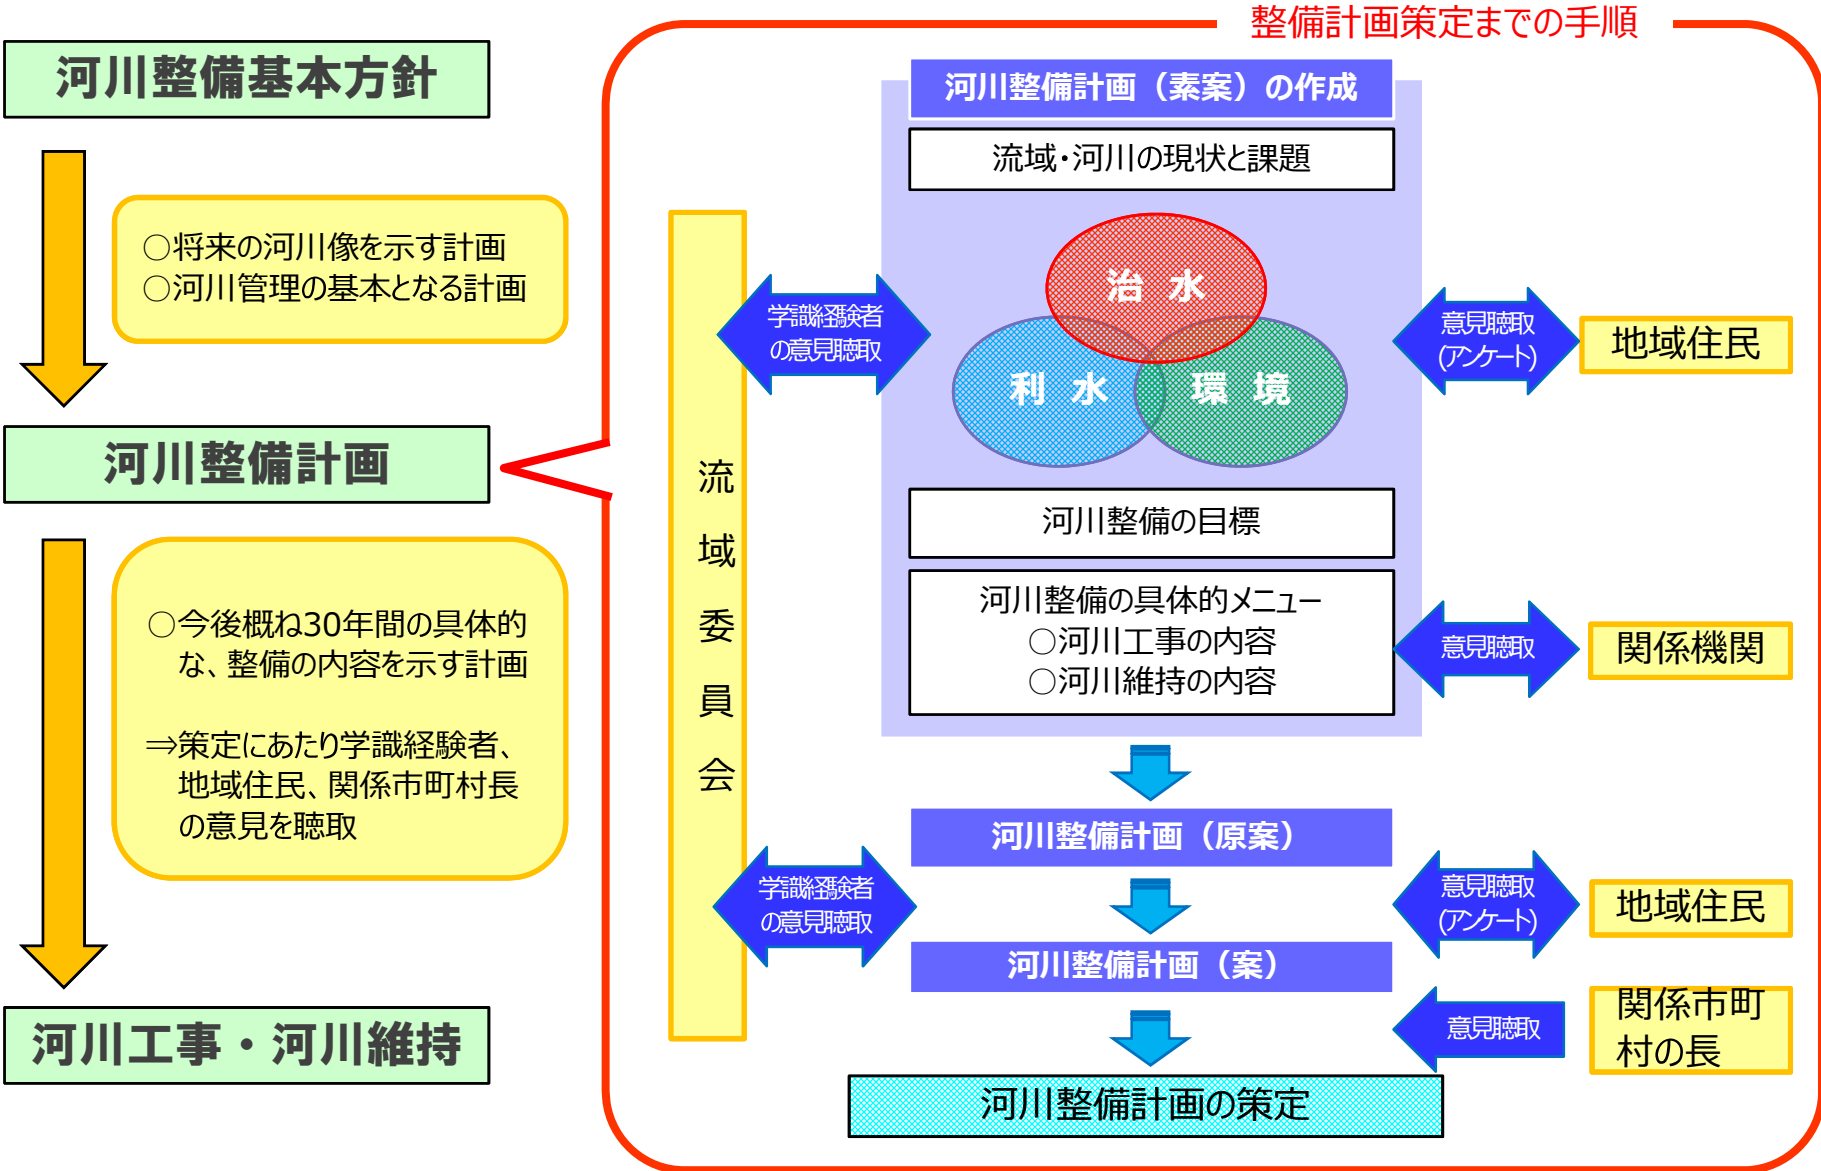 整備計画策定までの手順
河川整備基本方針
○将来の河川像を示す計画
○河川管理の基本となる計画
河川整備計画
○今後概ね30年間の具体的
な、整備の内容を示す計画
⇒策定にあたり学識経験者、
地域住民、関係市町村長
の意見を聴取
河川工事・河川維持
流域委員会
学識経験者
の意見聴取
学識経験者
の意見聴取
河川整備計画（素案）の作成
流域・河川の現状と課題
治 水
利 水
環 境
河川整備の目標
河川整備の具体的メニュー
○河川工事の内容
○河川維持の内容
河川整備計画（原案）
河川整備計画（案）
河川整備計画の策定
意見聴取
(アンケート)
地域住民
意見聴取
関係機関
意見聴取
(アンケート)
地域住民
意見聴取
関係市町
村の長